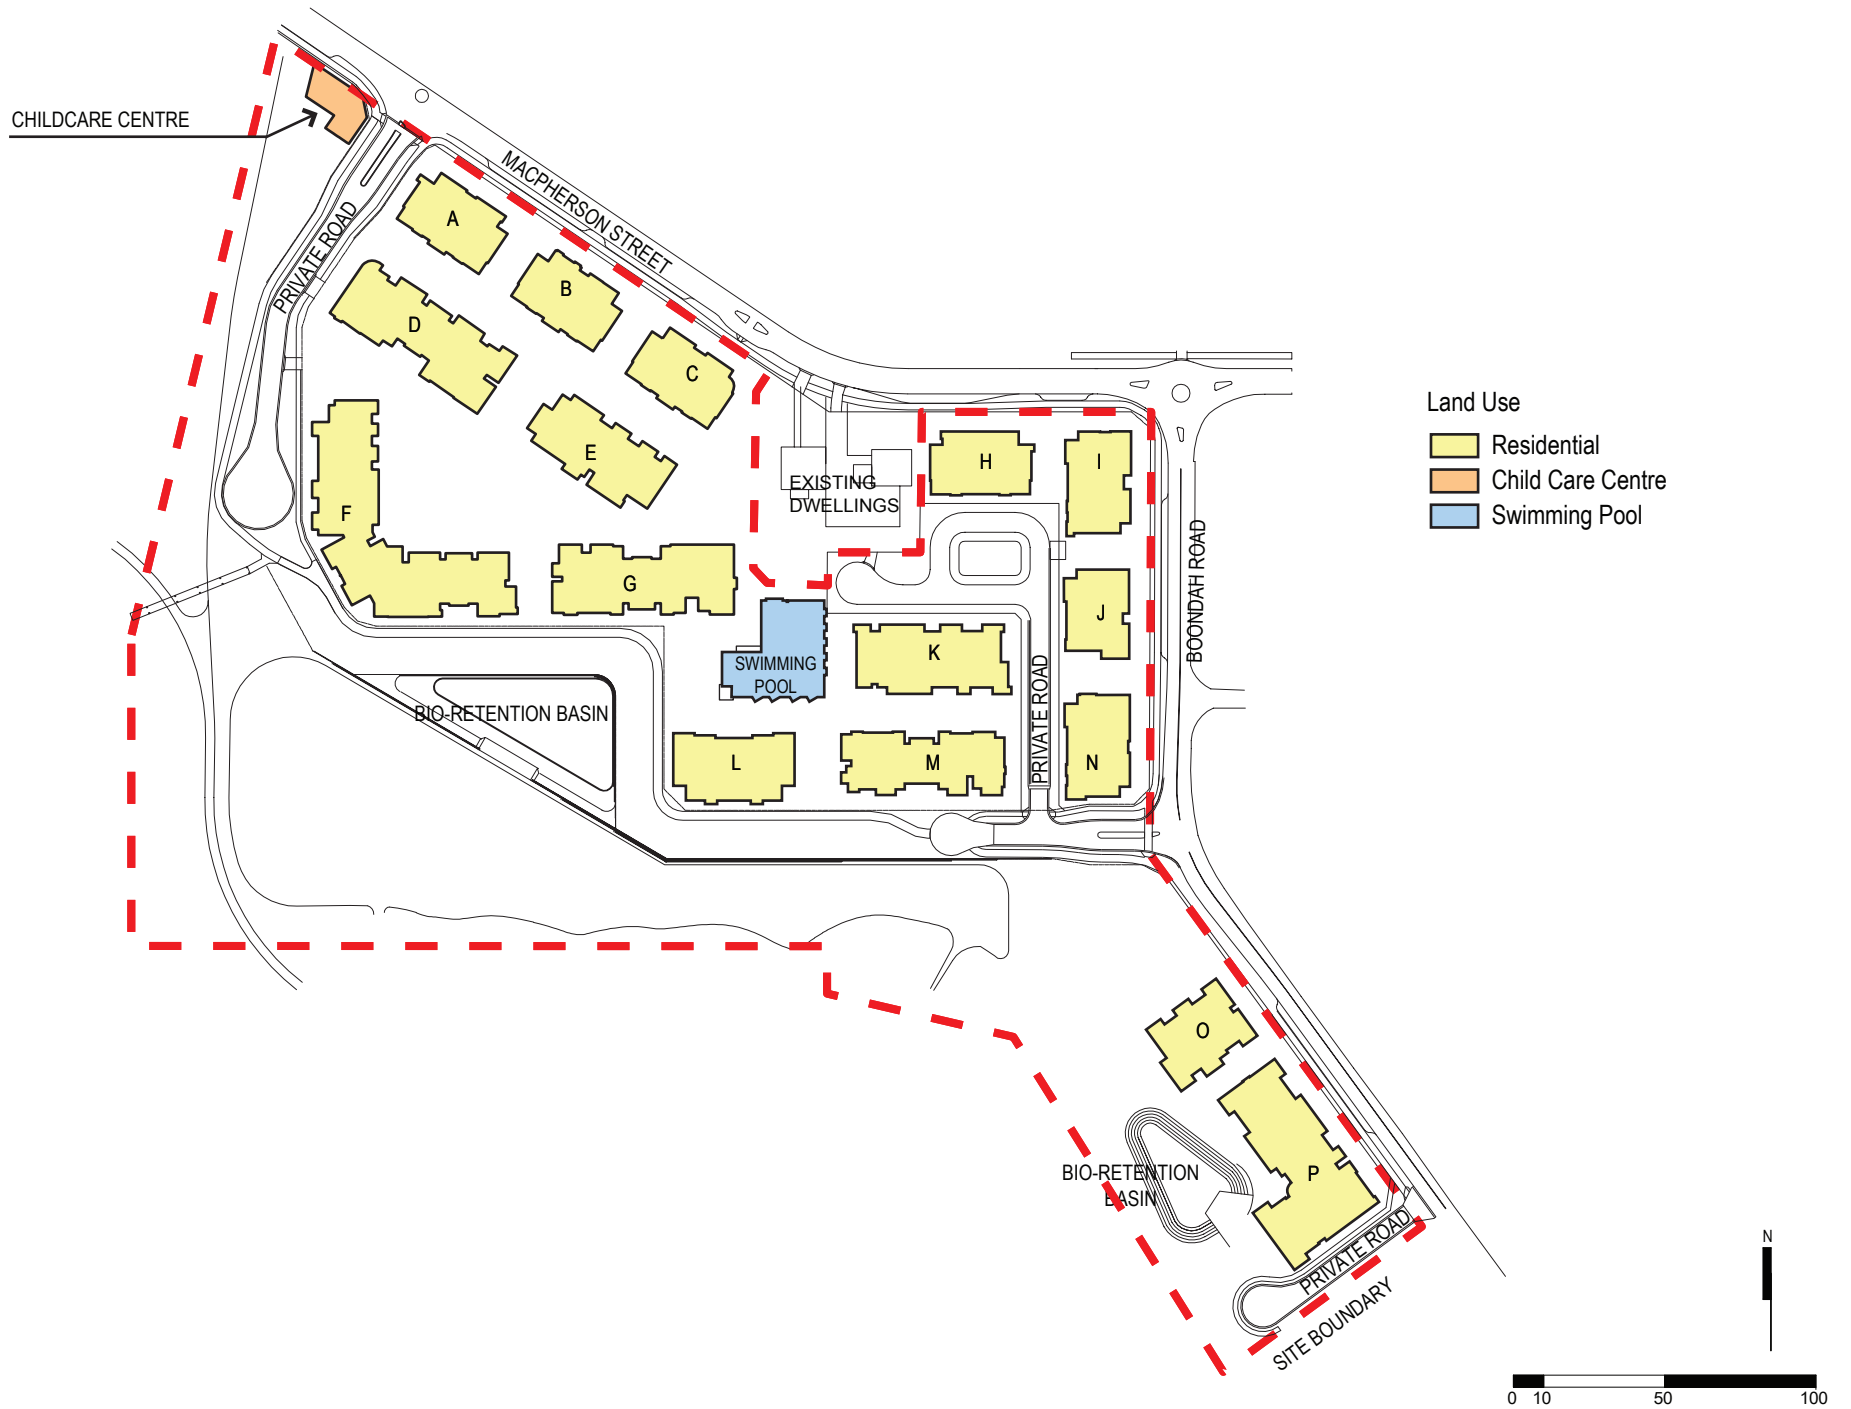 CHILDCARE CENTRE
MACPHERSON STREET
PRIVATE ROAD
A
B
C
D
E
F
G
H
I
EXISTING
DWELLINGS
J
BOONDAH ROAD
K
SWIMMING
POOL
PRIVATE ROAD
BIO-RETENTION BASIN
L
M
N
O
P
BIO-RETENTION
BASIN
PRIVATE ROAD
SITE BOUNDARY
Land Use
Residential
Child Care Centre
Swimming Pool
N
0 10 50 100